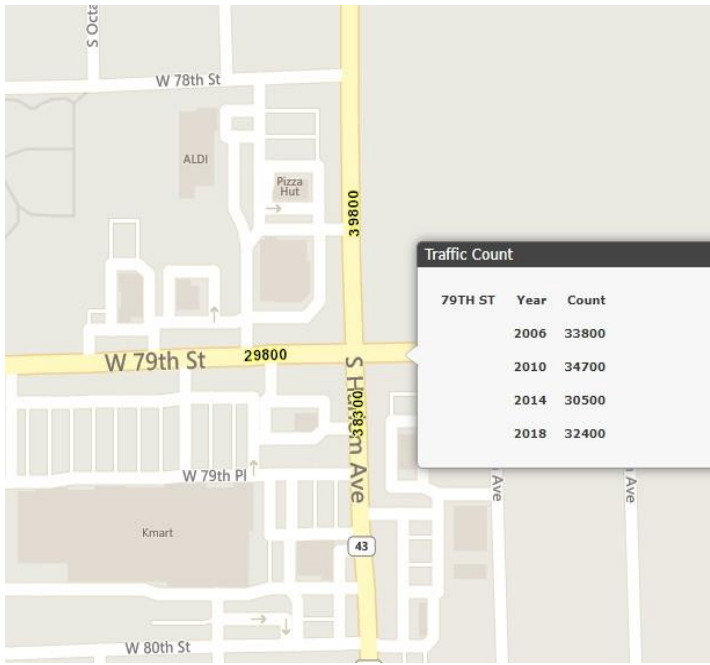 S Octa
W 78th St
ALDI
Pizza
Hut
39800
Traffic Count
79TH ST Year Count
2006 33800
2010 34700
2014 30500
2018 32400
W 79th St
29800
S Harlem Ave
38300
W 79th Pl
Ave
Ave
Kmart
43
W 80th St